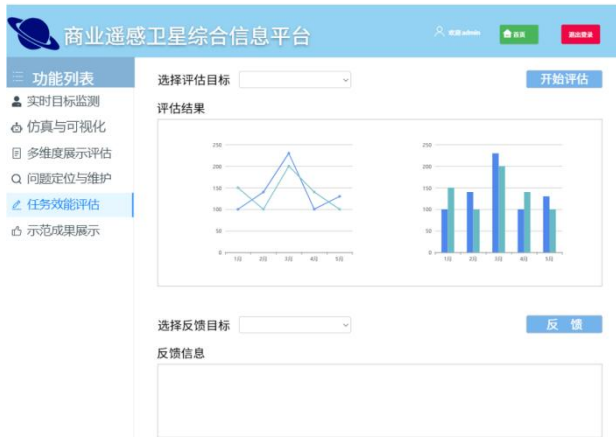 商业遥感卫星综合信息平台
欢迎admin
首页
退出登录
功能列表
实时目标监测
仿真与可视化
多维度展示评估
问题定位与维护
任务效能评估
示范成果展示
选择评估目标
开始评估
评估结果
250
200
150
100
50
0
1月 2月 3月 4月 5月
250
200
150
100
50
0
1月 2月 3月 4月 5月
选择反馈目标
反 馈
反馈信息